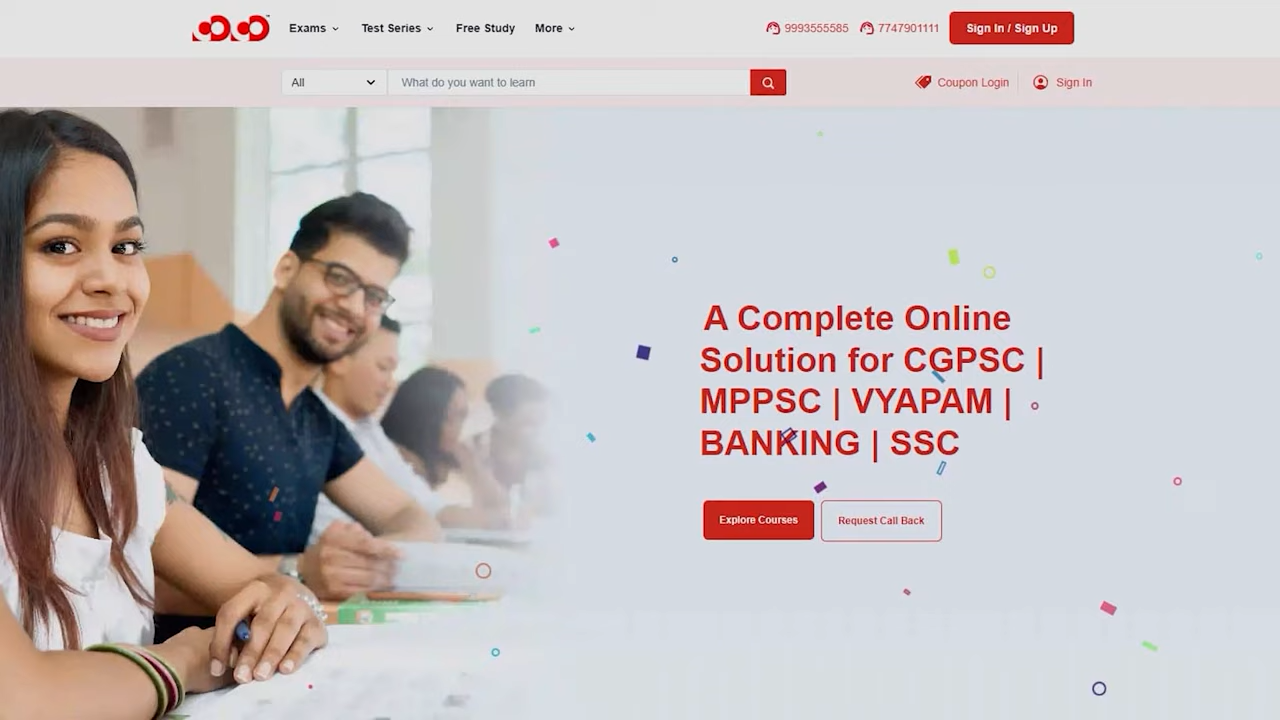 Exams
Test Series
Free Study
More
9993555585
7747901111
Sign In / Sign Up
All
What do you want to learn
Coupon Login
Sign In
A Complete Online
Solution for CGPSC |
MPPSC | VYAPAM |
BANKING | SSC
Explore Courses
Request Call Back